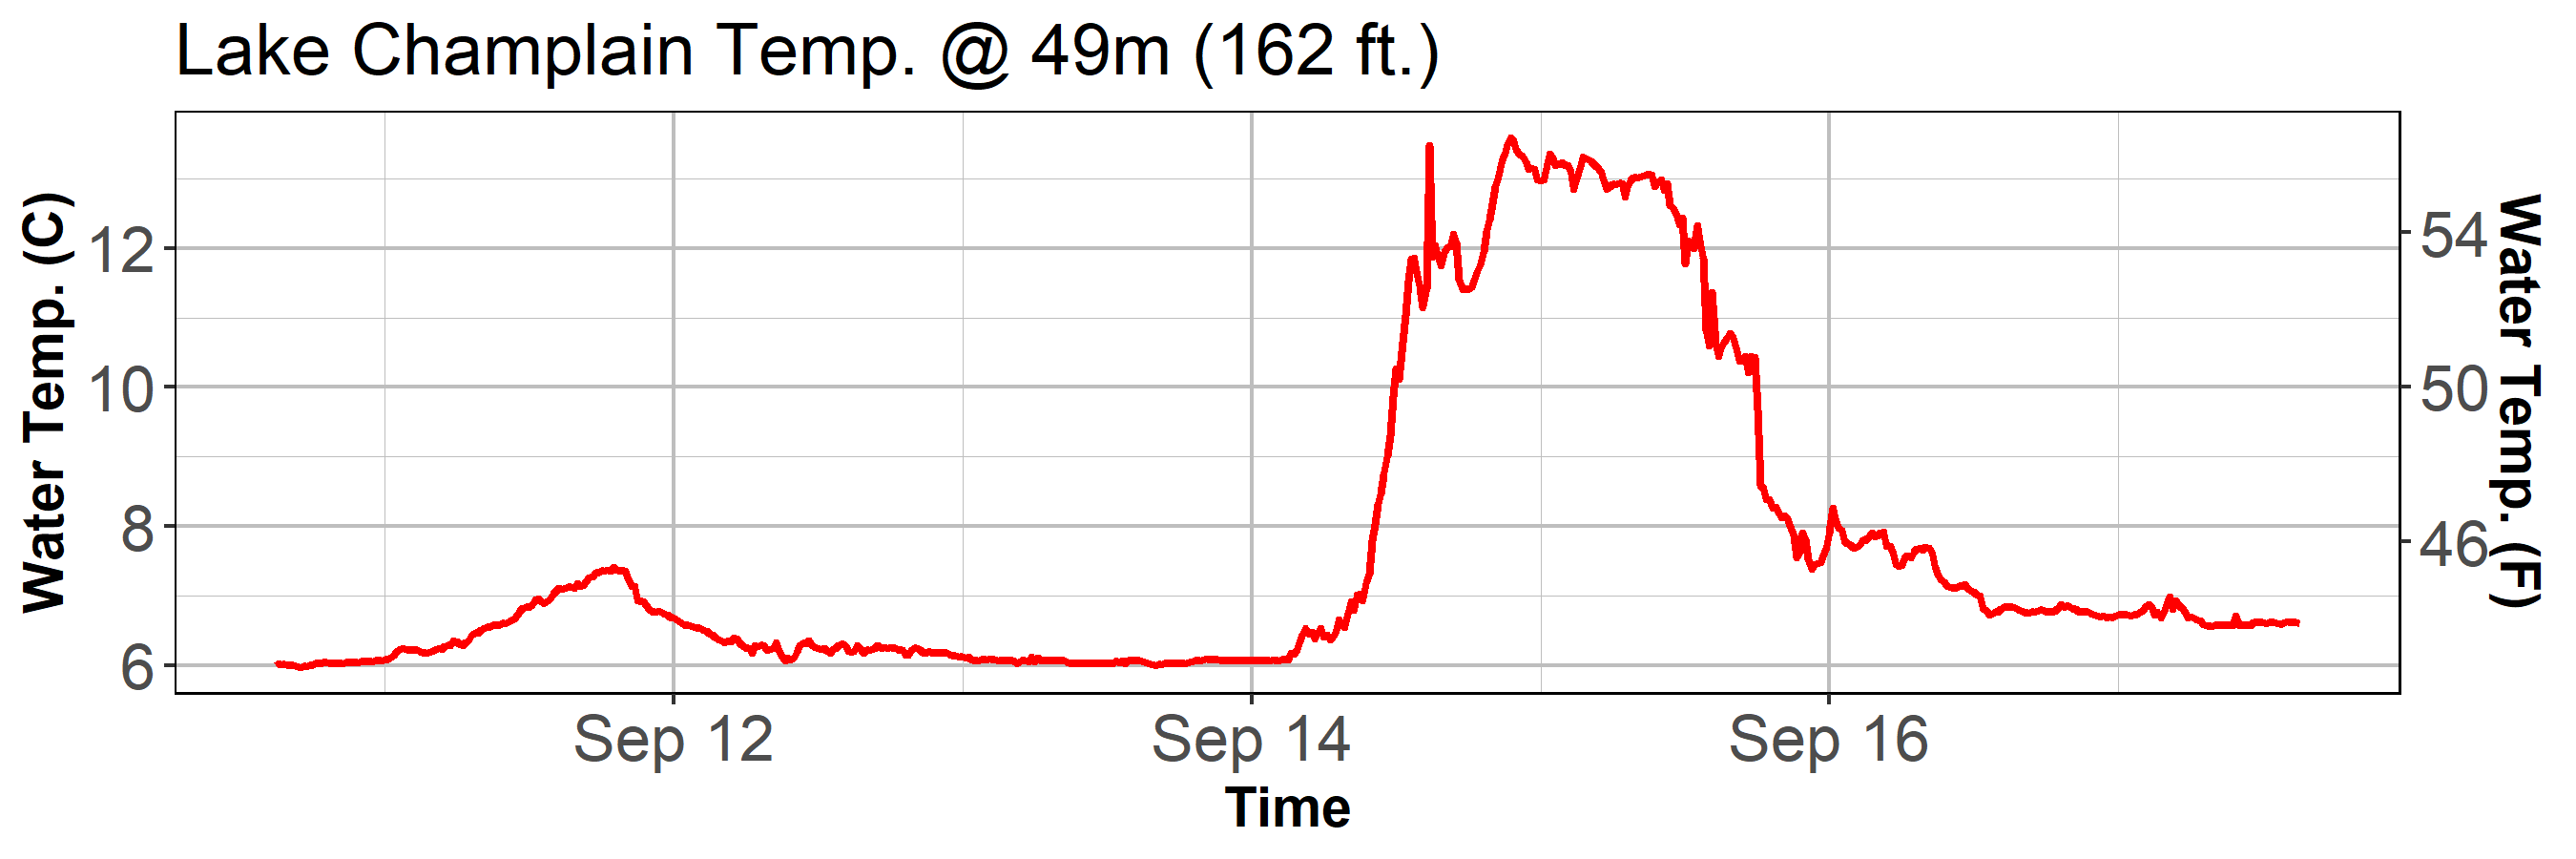 Lake Champlain Temp. @ 49m (162 ft.)
Water Temp. (C)
12
10
8
6
54
50
46
Water Temp. (F)
Sep 12
Sep 14
Sep 16
Time